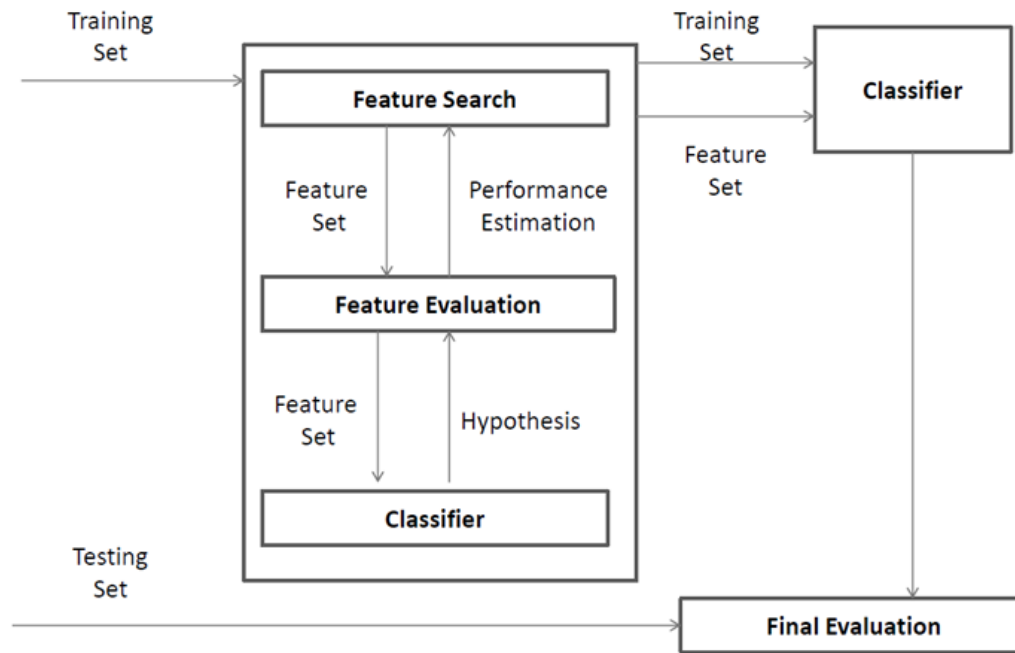 Training
Set
Training
Set
Feature Search
Classifier
Feature
Set
Feature
Set
Performance
Estimation
Feature Evaluation
Feature
Set
Hypothesis
Classifier
Testing
Set
Final Evaluation